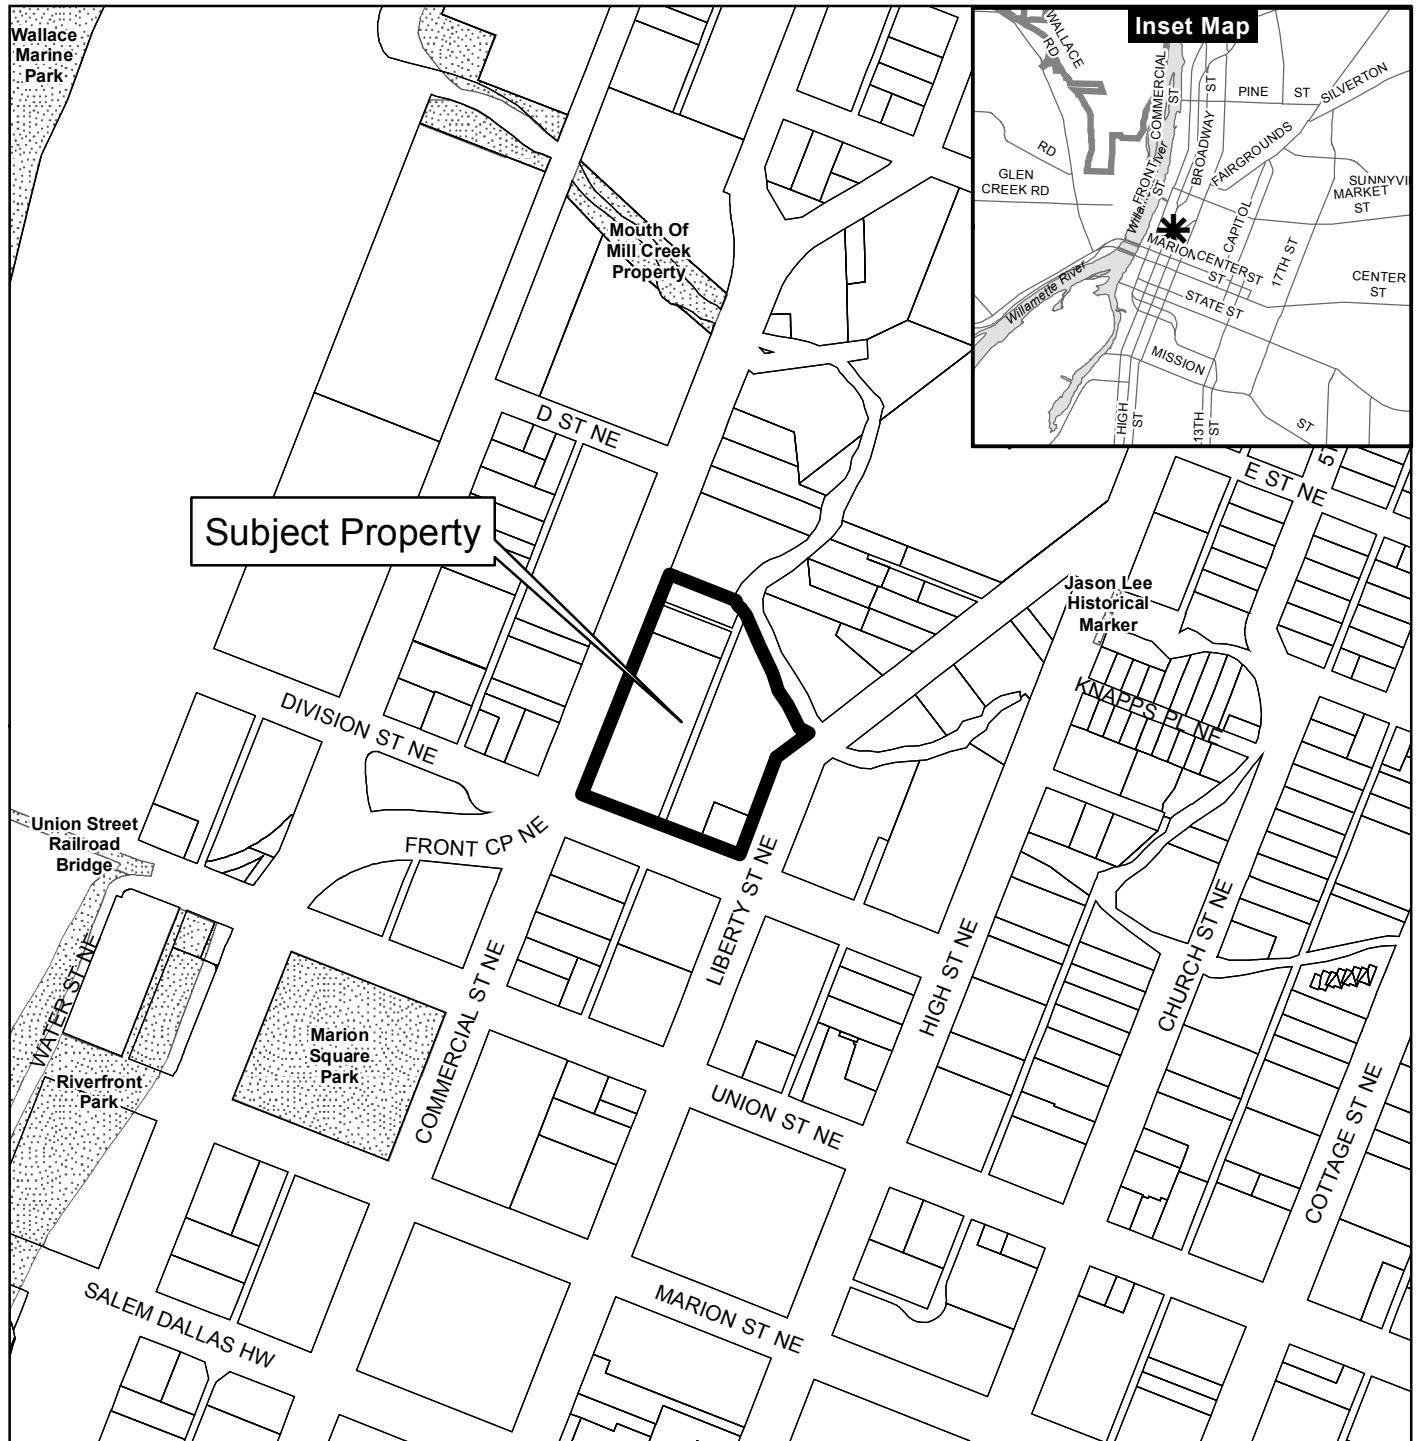 Wallace
Marine
Park
Inset Map
WALLACE
RD
COMMERCIAL
ST
BROADWAY
ST
PINE
ST
SILVERTON
RD
GLEN
CREEK RD
FRONT
ST
FAIRGROUNDS
SUNNYVI
MARKET
ST
CAPITOL
17TH ST
MARION
CENTER
ST
ST
CENTER
ST
Willamette River
STATE ST
MISSION
ST
HIGH
ST
13TH
ST
Mouth Of
Mill Creek
Property
D ST NE
E ST NE
Subject Property
Jason Lee
Historical
Marker
KNAPPS PL NE
DIVISION ST NE
Union Street
Railroad
Bridge
FRONT CP NE
LIBERTY ST NE
HIGH ST NE
CHURCH ST NE
WATER ST NE
COMMERCIAL ST NE
Marion
Square
Park
Riverfront
Park
UNION ST NE
COTTAGE ST NE
SALEM DALLAS HW
MARION ST NE